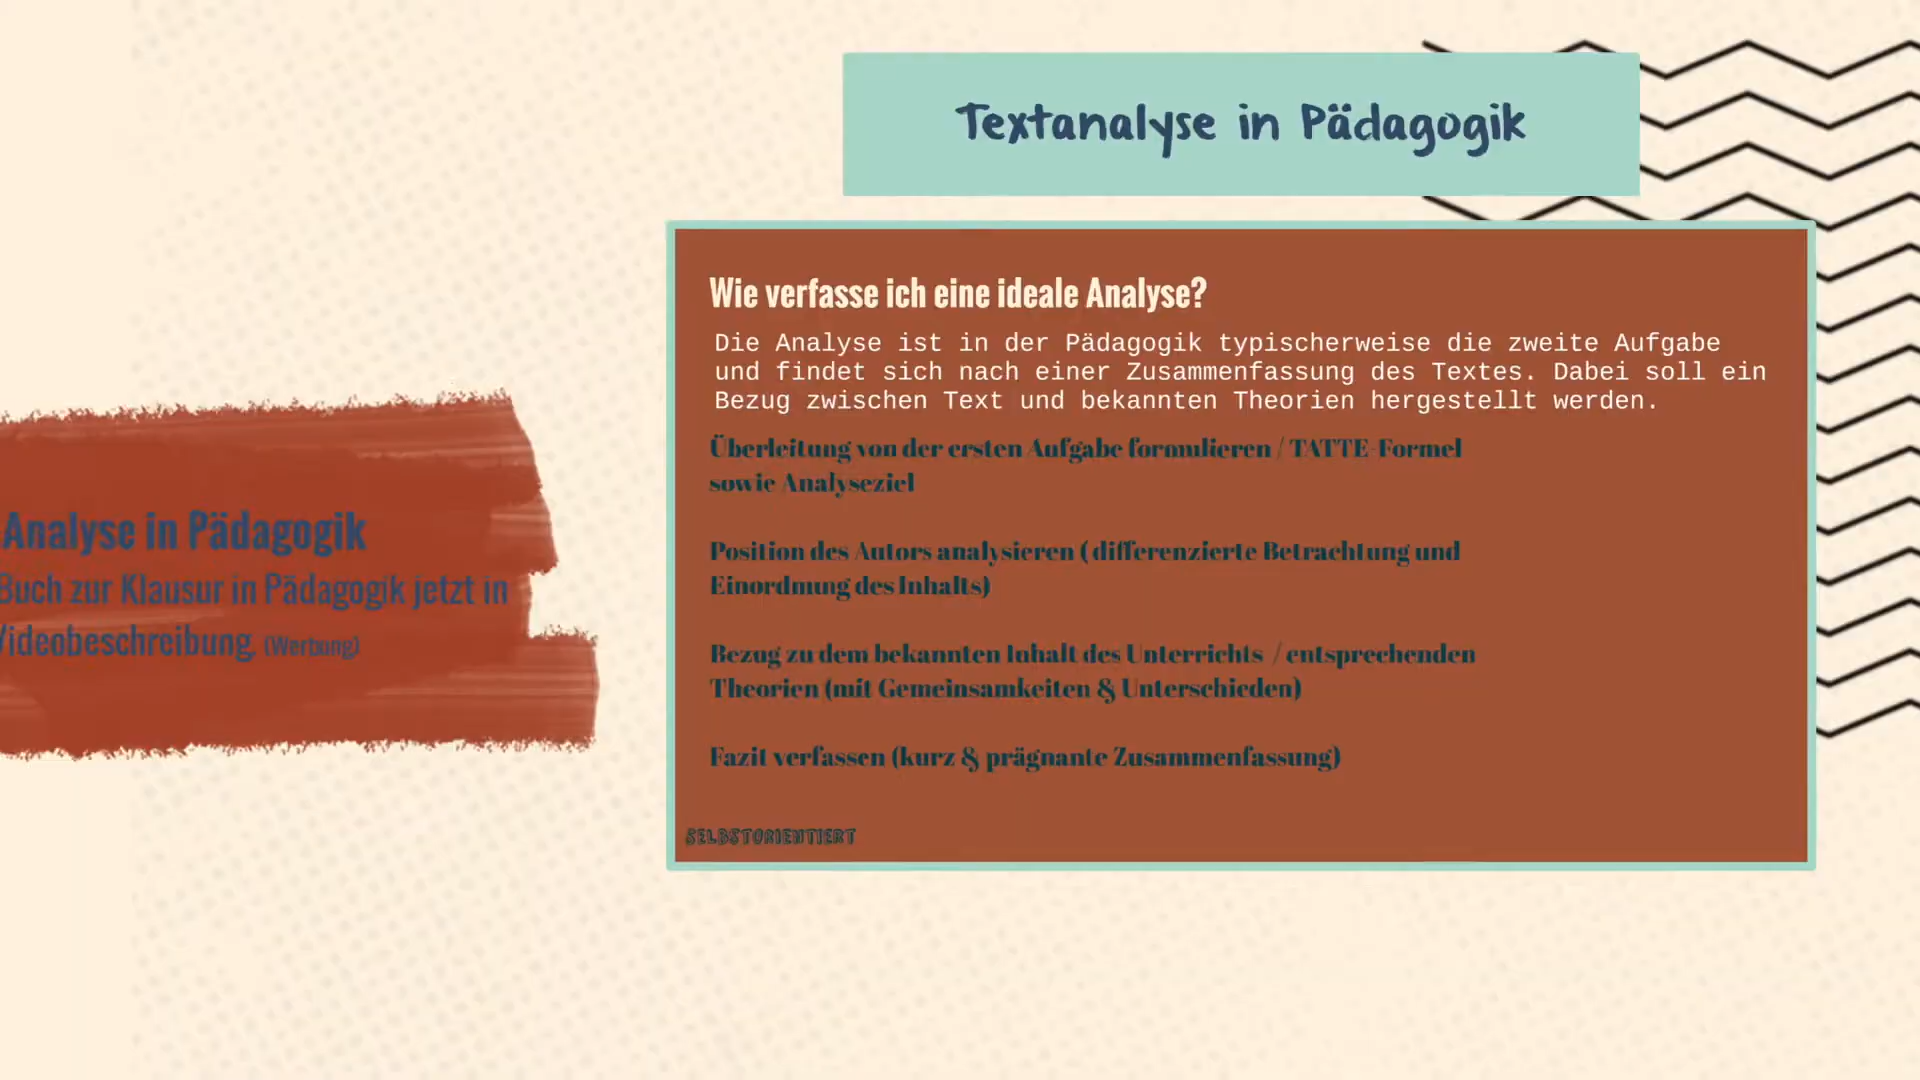 Textanalyse in Pädagogik
Wie verfasse ich eine ideale Analyse?
Die Analyse ist in der Pädagogik typischerweise die zweite Aufgabe
und findet sich nach einer Zusammenfassung des Textes. Dabei soll ein
Bezug zwischen Text und bekannten Theorien hergestellt werden.
Überleitung von der ersten Aufgabe formulieren / TATTE-Formel
sowie Analyseziel
Position des Autors analysieren ( differenzierte Betrachtung und
Einordnung des Inhalts)
Bezug zu dem bekannten Inhalt des Unterrichts / entsprechenden
Theorien (mit Gemeinsamkeiten & Unterschieden)
Fazit verfassen (kurz & prägnante Zusammenfassung)
SELBSTORIENTIERT
Analyse in Pädagogik
Buch zur Klausur in Pädagogik jetzt in
Videobeschreibung. (Werbung)